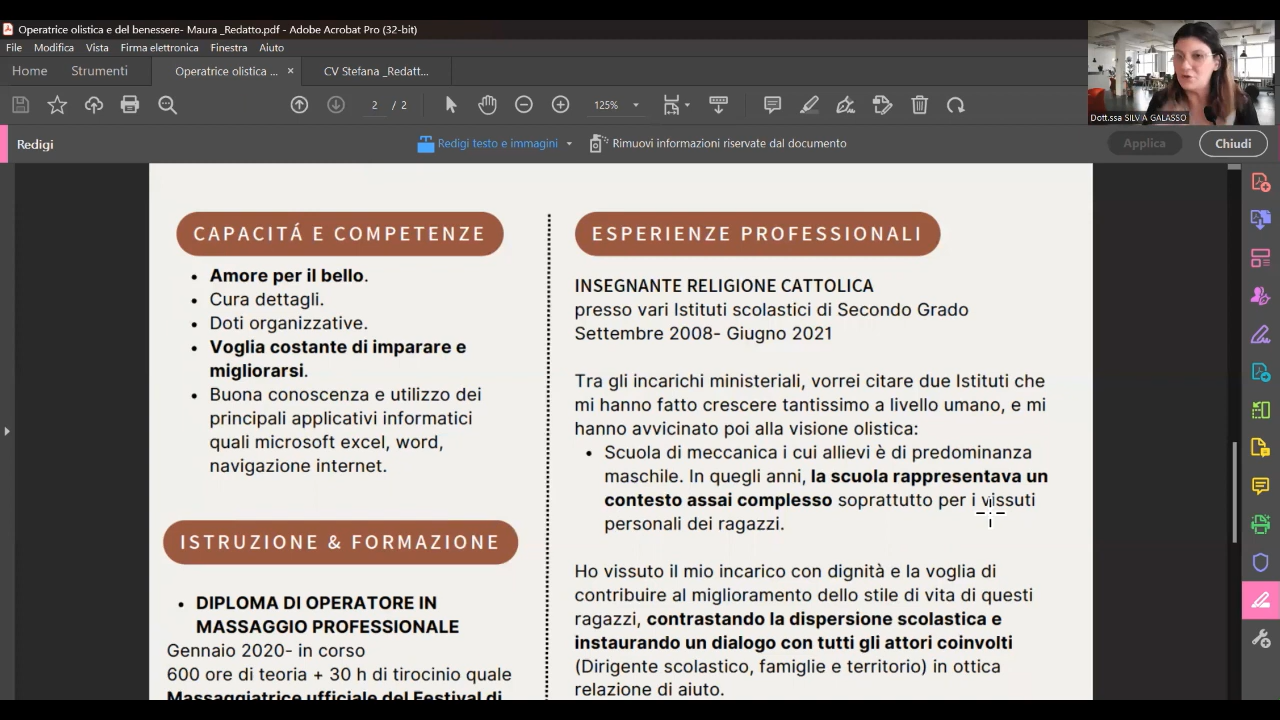 Operatrice olistica e del benessere- Maura _Redatto.pdf - Adobe Acrobat Pro (32-bit)
File Modifica Vista Firma elettronica Finestra Aiuto
Home Strumenti Operatrice olistica ... × CV Stefana _Redatt...
2 / 2 125%
Dott.ssa SILVIA GALASSO
Redigi Redigi testo e immagini Rimuovi informazioni riservate dal documento Applica Chiudi
CAPACITÁ E COMPETENZE
• Amore per il bello.
• Cura dettagli.
• Doti organizzative.
• Voglia costante di imparare e
migliorarsi.
• Buona conoscenza e utilizzo dei
principali applicativi informatici
quali microsoft excel, word,
navigazione internet.
ISTRUZIONE & FORMAZIONE
• DIPLOMA DI OPERATORE IN
MASSAGGIO PROFESSIONALE
Gennaio 2020- in corso
600 ore di teoria + 30 h di tirocinio quale
Massaggiatrice ufficiale del Festival di
ESPERIENZE PROFESSIONALI
INSEGNANTE RELIGIONE CATTOLICA
presso vari Istituti scolastici di Secondo Grado
Settembre 2008- Giugno 2021
Tra gli incarichi ministeriali, vorrei citare due Istituti che
mi hanno fatto crescere tantissimo a livello umano, e mi
hanno avvicinato poi alla visione olistica:
• Scuola di meccanica i cui allievi è di predominanza
maschile. In quegli anni, la scuola rappresentava un
contesto assai complesso soprattutto per i vissuti
personali dei ragazzi.
Ho vissuto il mio incarico con dignità e la voglia di
contribuire al miglioramento dello stile di vita di questi
ragazzi, contrastando la dispersione scolastica e
instaurando un dialogo con tutti gli attori coinvolti
(Dirigente scolastico, famiglie e territorio) in ottica
relazione di aiuto.